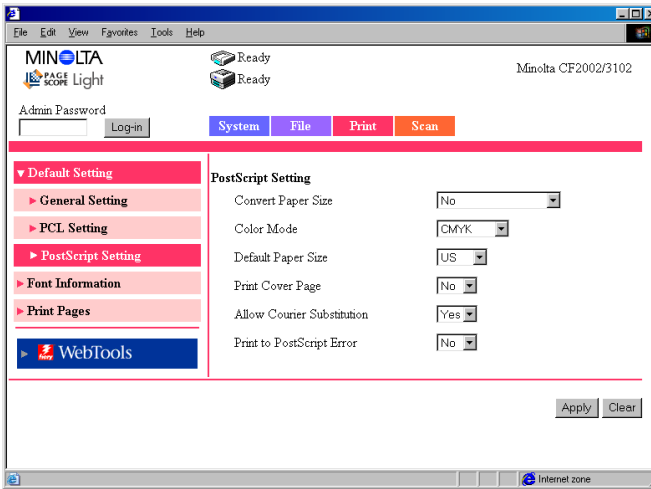 File Edit View Favorites Tools Help
MINOLTA
PAGE SCOPE Light
Ready
Ready
Minolta CF2002/3102
Admin Password
Log-in
System File Print Scan
Default Setting
General Setting
PCL Setting
PostScript Setting
Font Information
Print Pages
WebTools
PostScript Setting
Convert Paper Size No
Color Mode CMYK
Default Paper Size US
Print Cover Page No
Allow Courier Substitution Yes
Print to PostScript Error No
Apply Clear
Internet zone